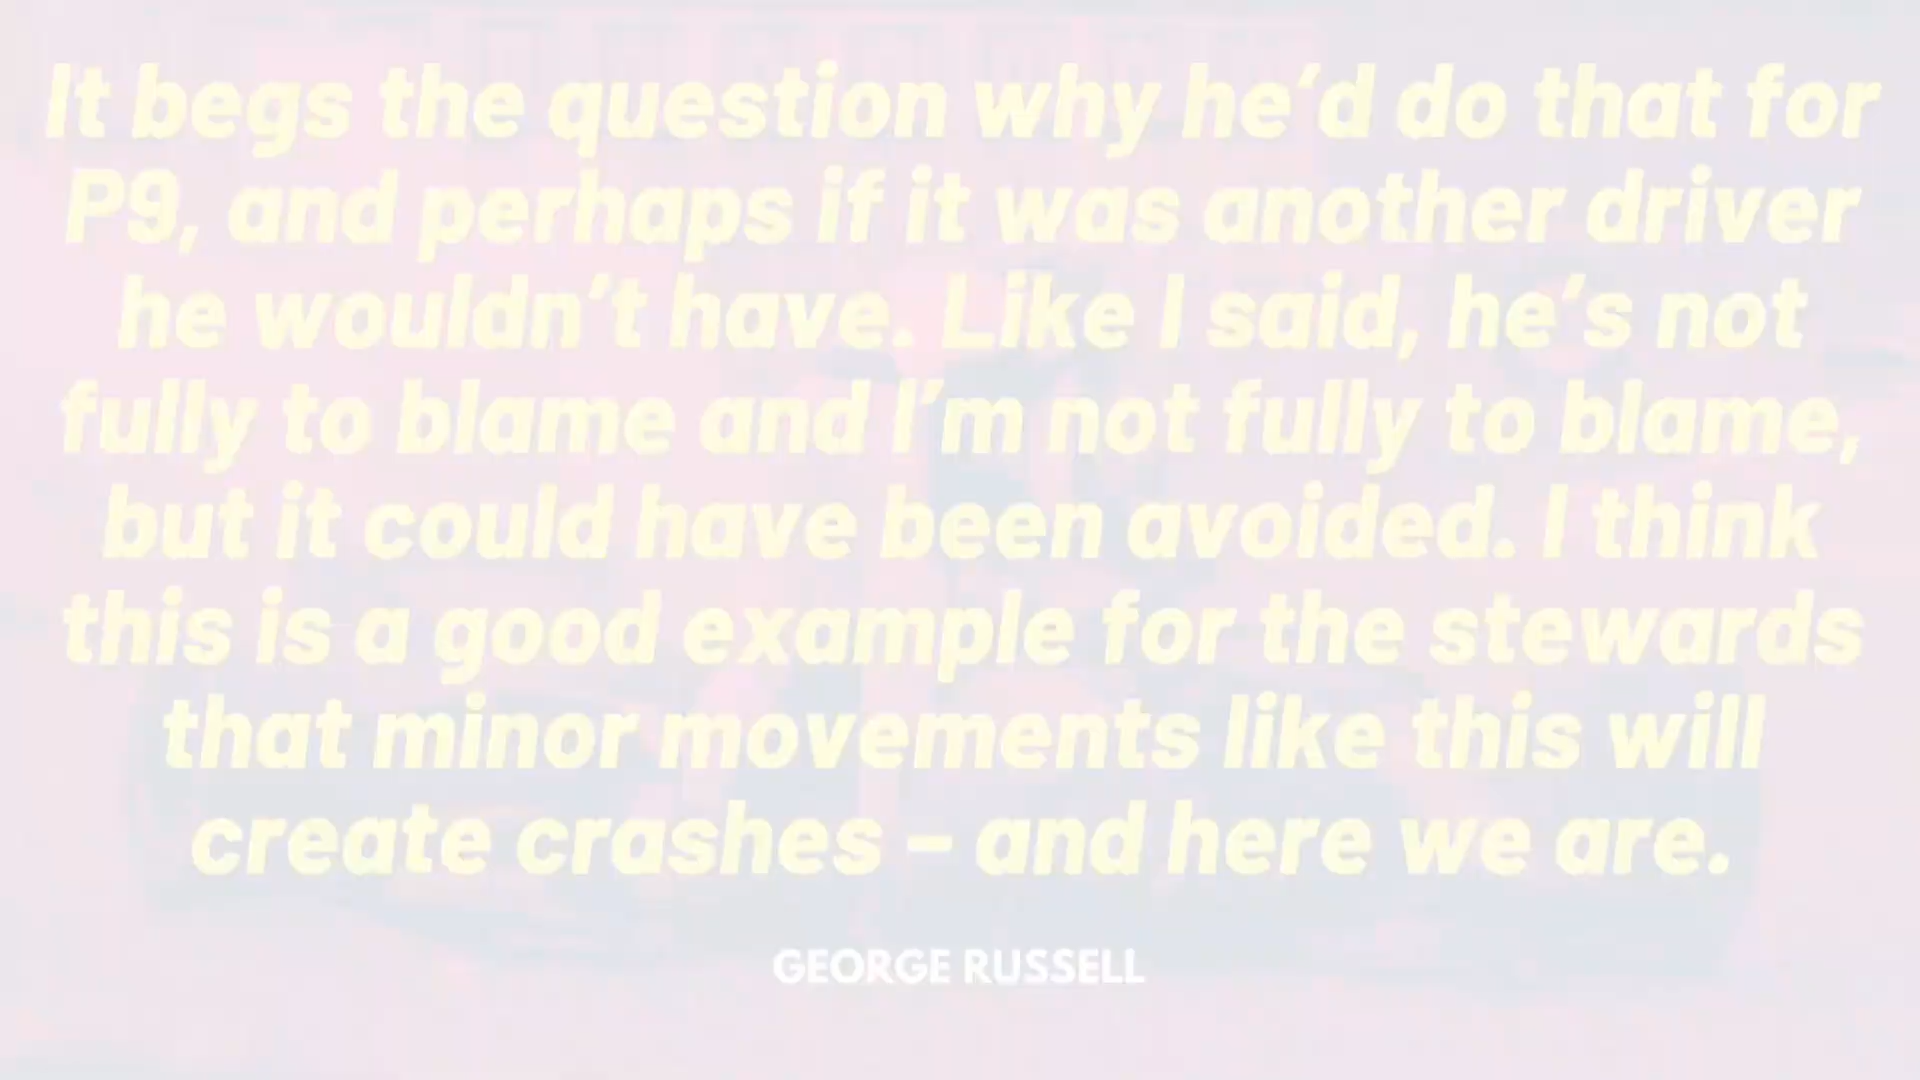 It begs the question why he’d do that for
P9, and perhaps if it was another driver
he wouldn’t have. Like I said, he’s not
fully to blame and I’m not fully to blame,
but it could have been avoided. I think
this is a good example for the stewards
that minor movements like this will
create crashes – and here we are.
GEORGE RUSSELL